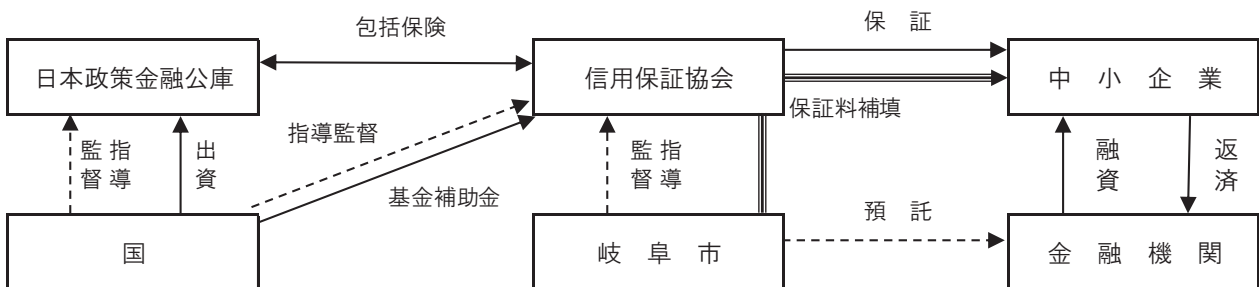 包括保険
保　証
日本政策金融公庫
信用保証協会
中　小　企　業
保証料補填
指導監督
指導
監督
出資
基金補助金
指導
監督
融資
返済
預　託
国
岐　阜　市
金　融　機　関